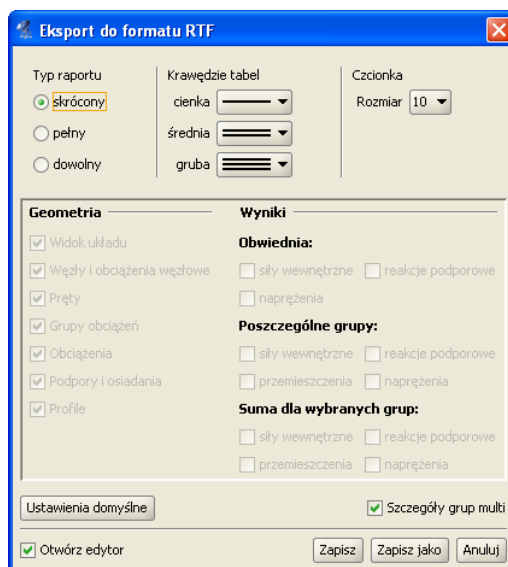 Eksport do formatu RTF
Typ raportu
skrócony
pełny
dowolny
Krawędzie tabel
cienka
średnia
gruba
Czcionka
Rozmiar 10
Geometria
Widok układu
Węzły i obciążenia węzłowe
Pręty
Grupy obciążeń
Obciążenia
Podpory i osiadania
Profile
Wyniki
Obwiednia:
siły wewnętrzne reakcje podporowe
naprężenia
Poszczególne grupy:
siły wewnętrzne reakcje podporowe
przemieszczenia naprężenia
Suma dla wybranych grup:
siły wewnętrzne reakcje podporowe
przemieszczenia naprężenia
Ustawienia domyślne
Szczegóły grup multi
Otwórz edytor
Zapisz Zapisz jako Anuluj